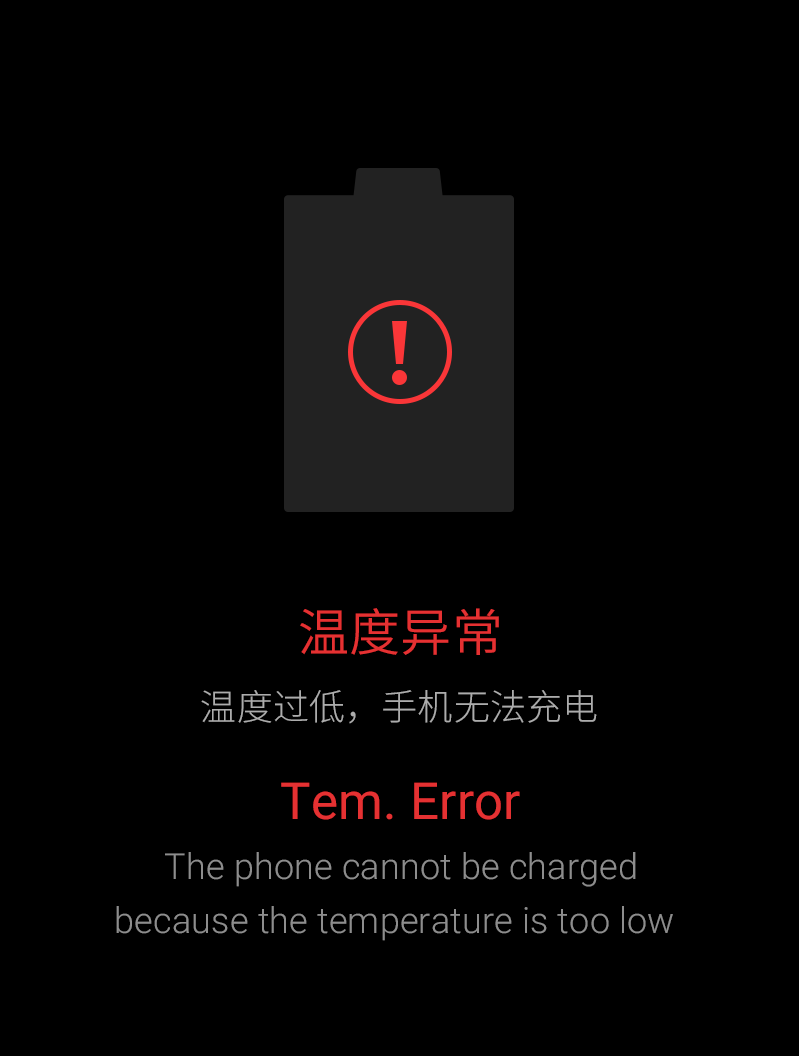 温度异常
温度过低，手机无法充电
Tem. Error
The phone cannot be charged
because the temperature is too low